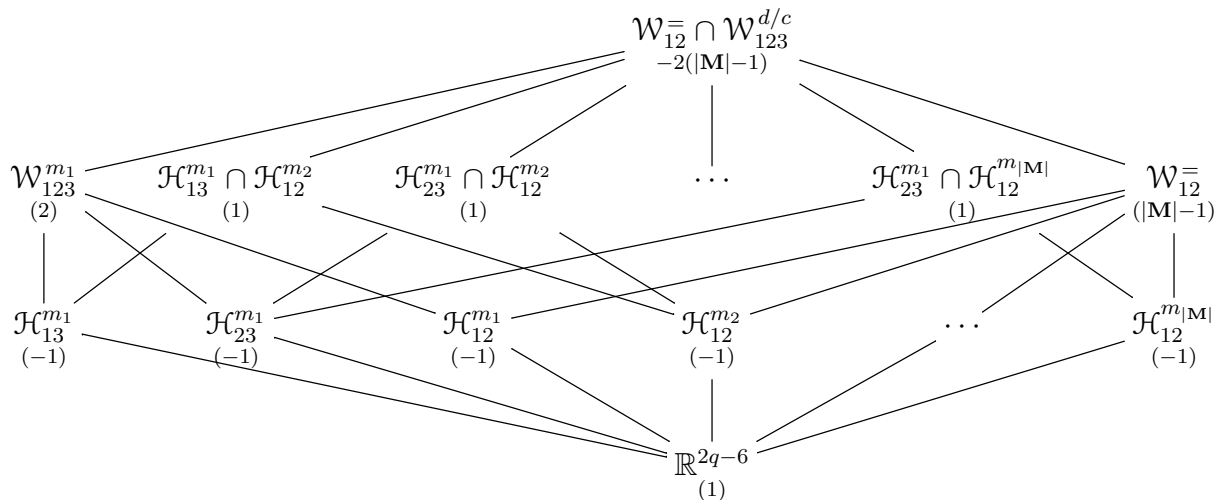 𝒲₁₂⁼ ∩ 𝒲₁₂₃^{d/c}
−2(|𝐌|−1)
𝒲₁₂₃^{m₁} ℋ₁₃^{m₁} ∩ ℋ₁₂^{m₂} ℋ₂₃^{m₁} ∩ ℋ₁₂^{m₂} ⋯ ℋ₂₃^{m₁} ∩ ℋ₁₂^{m_{|𝐌|}} 𝒲₁₂⁼
(2) (1) (1) (1) (|𝐌|−1)
ℋ₁₃^{m₁} ℋ₂₃^{m₁} ℋ₁₂^{m₁} ℋ₁₂^{m₂} ⋯ ℋ₁₂^{m_{|𝐌|}}
(−1) (−1) (−1) (−1) (−1)
ℝ^{2q−6}
(1)